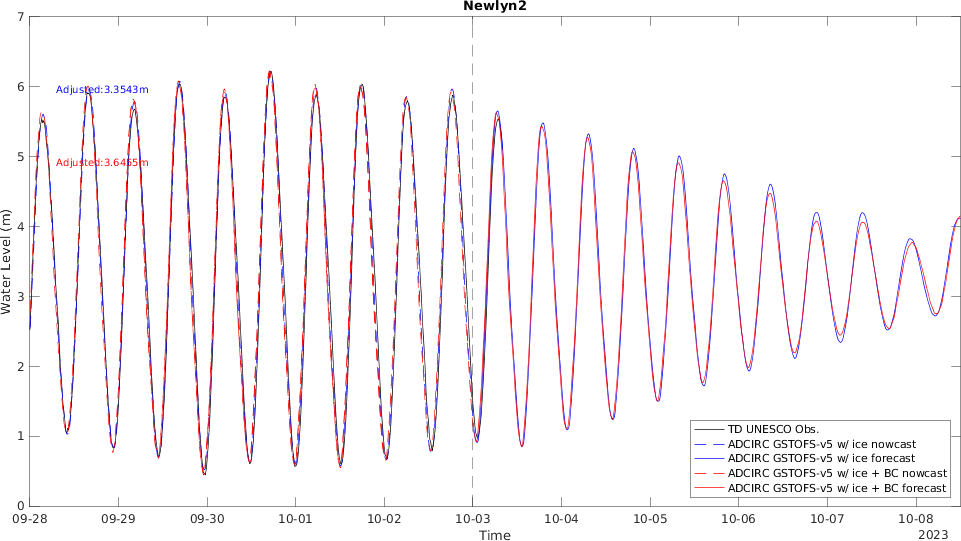 Newlyn2
7
6
5
4
3
2
1
0
Water Level (m)
Adjusted:3.3543m
Adjusted:3.6455m
TD UNESCO Obs.
ADCIRC GSTOFS-v5 w/ ice nowcast
ADCIRC GSTOFS-v5 w/ ice forecast
ADCIRC GSTOFS-v5 w/ ice + BC nowcast
ADCIRC GSTOFS-v5 w/ ice + BC forecast
09-28 09-29 09-30 10-01 10-02 10-03 10-04 10-05 10-06 10-07 10-08
Time
2023